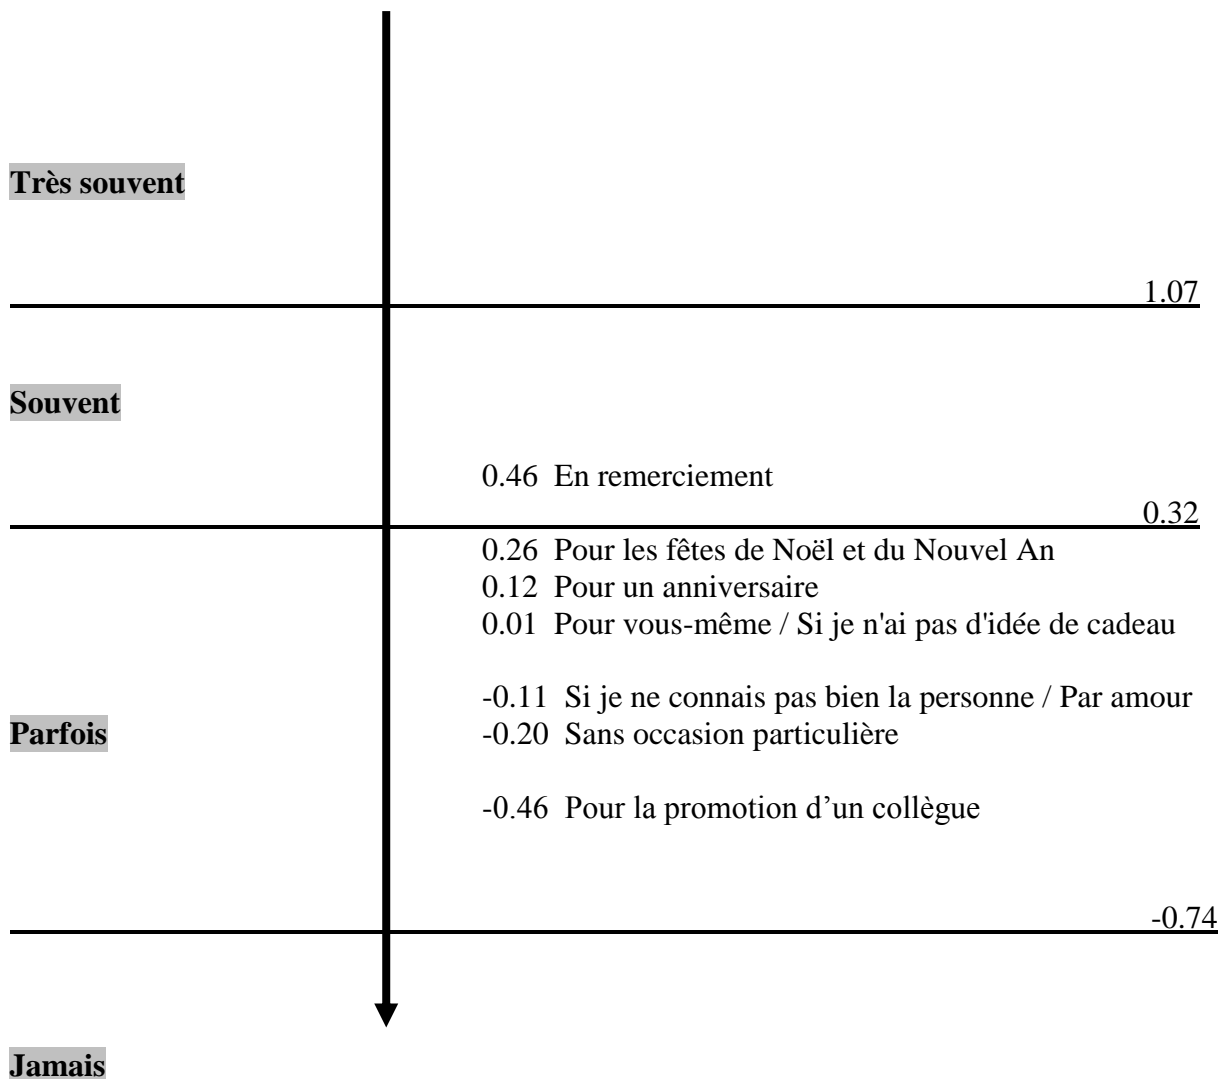 Très souvent
1.07
Souvent
0.46 En remerciement
0.32
0.26 Pour les fêtes de Noël et du Nouvel An
0.12 Pour un anniversaire
0.01 Pour vous-même / Si je n'ai pas d'idée de cadeau
-0.11 Si je ne connais pas bien la personne / Par amour
Parfois
-0.20 Sans occasion particulière
-0.46 Pour la promotion d’un collègue
-0.74
Jamais